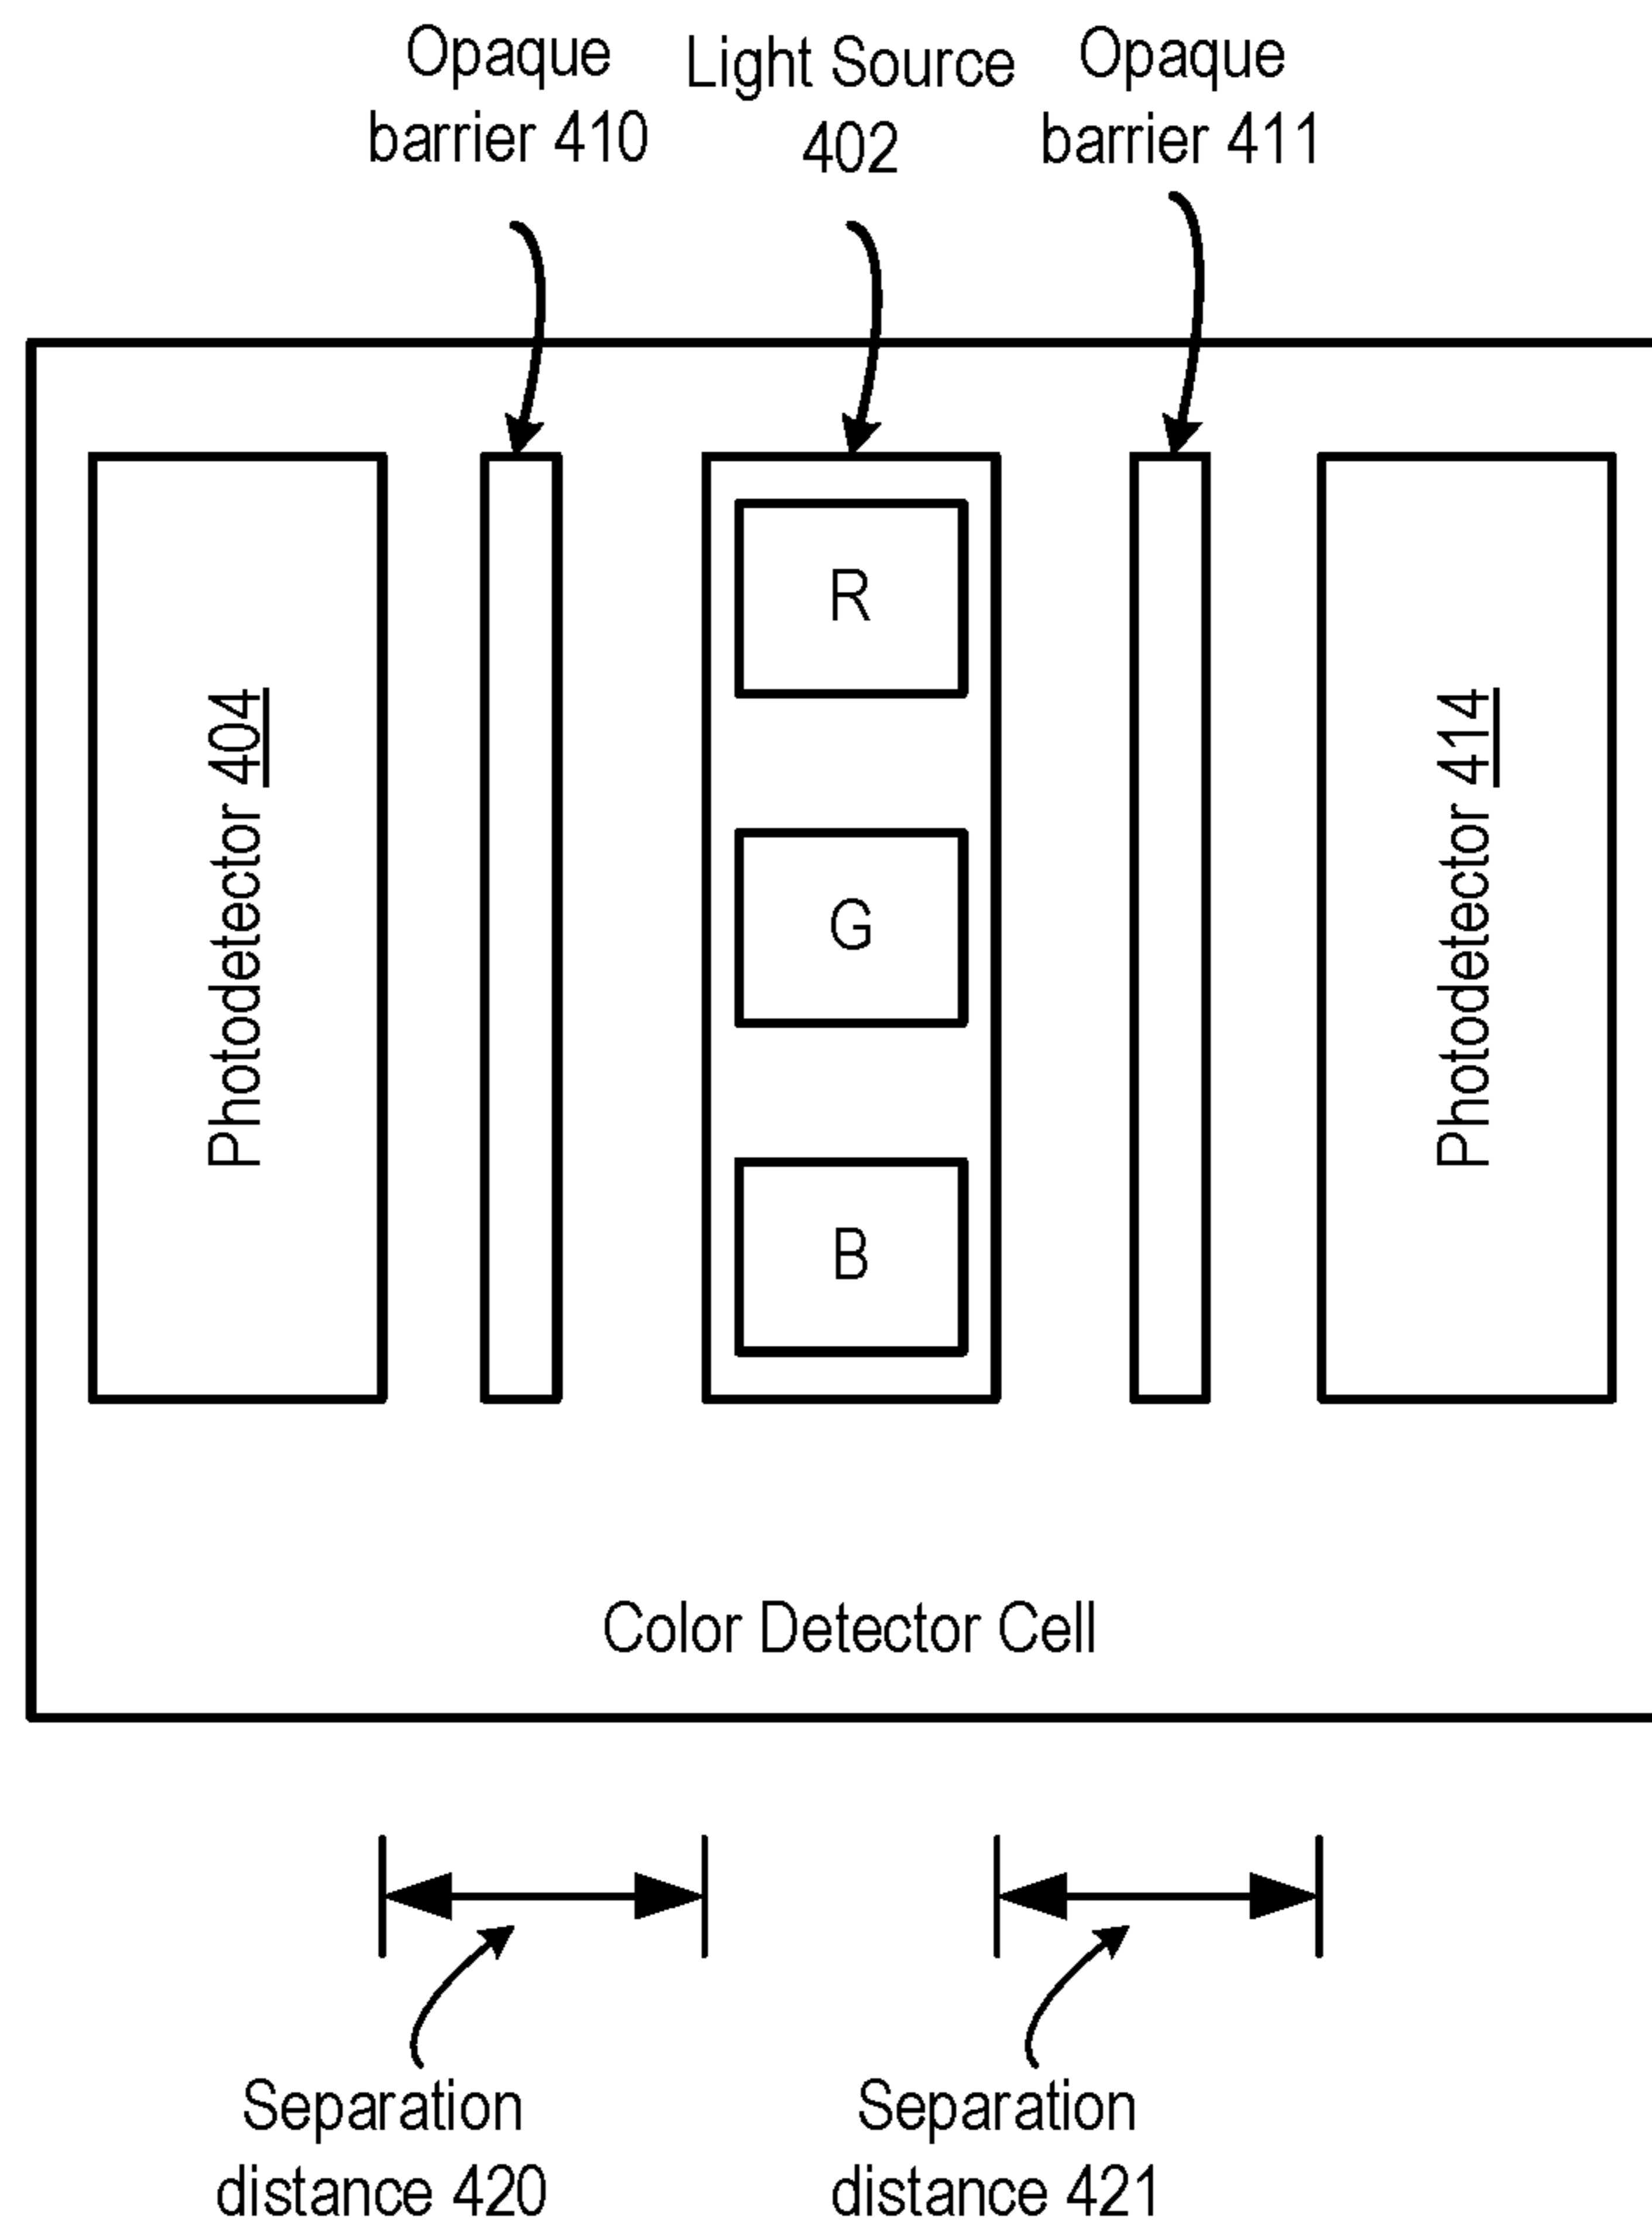 Opaque
barrier 410
Light Source
402
Opaque
barrier 411
Photodetector 404
R
G
B
Photodetector 414
Color Detector Cell
Separation
distance 420
Separation
distance 421